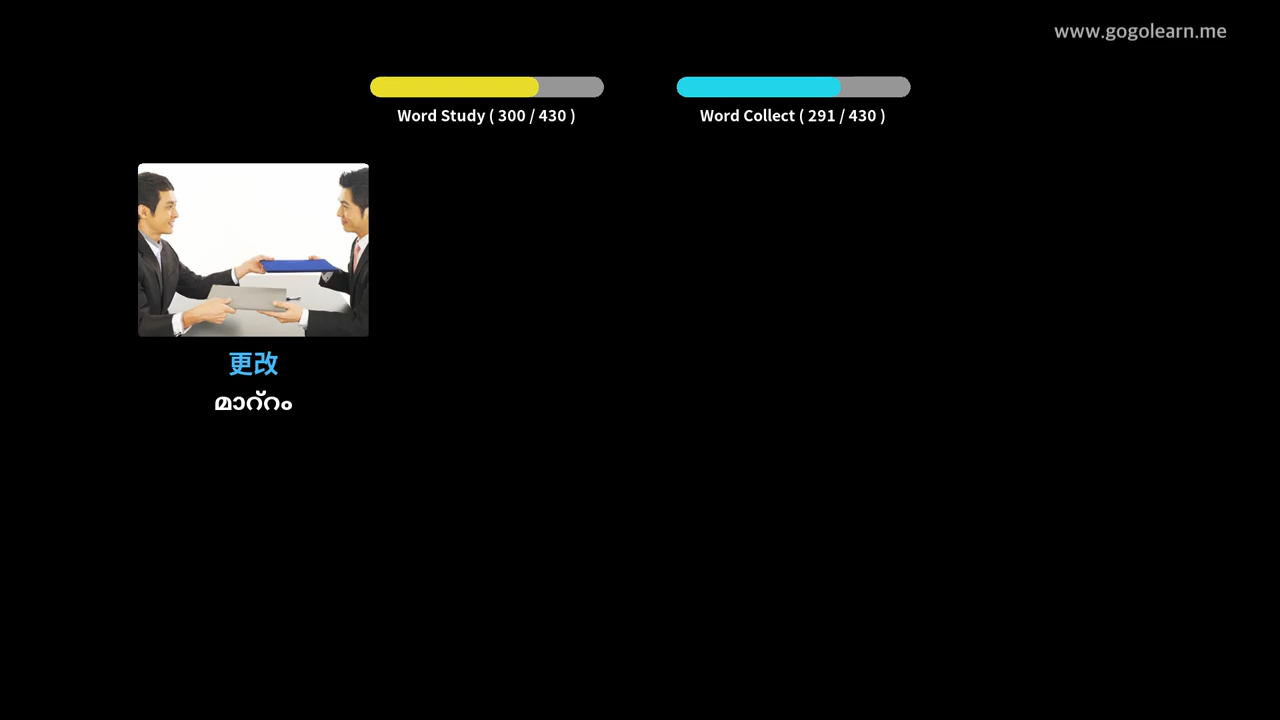 www.gogolearn.me
Word Study ( 300 / 430 )
Word Collect ( 291 / 430 )
更改
മാറ്റം